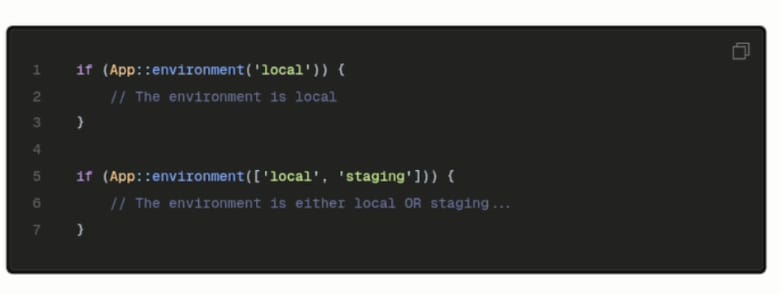 1 if (App::environment('local')) {
2 // The environment is local
3 }
4
5 if (App::environment(['local', 'staging'])) {
6 // The environment is either local OR staging...
7 }